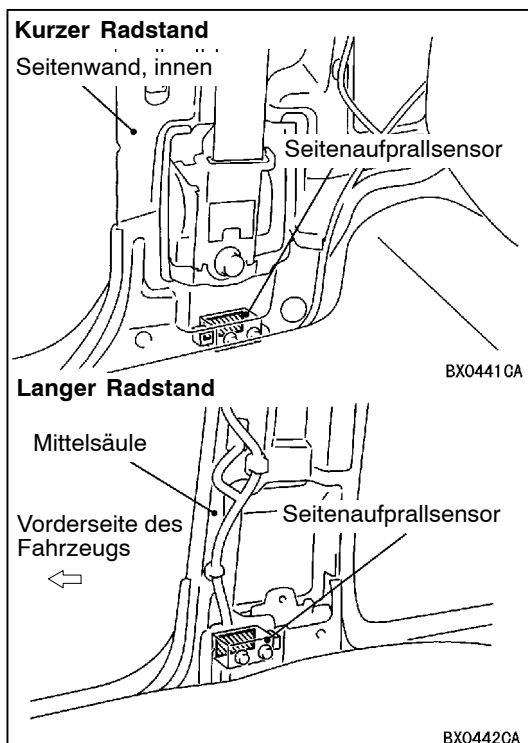 Kurzer Radstand
Seitenwand, innen
Seitenaufprallsensor
BX0441CA
Langer Radstand
Mittelsäule
Vorderseite des
Fahrzeugs
Seitenaufprallsensor
BX0442CA